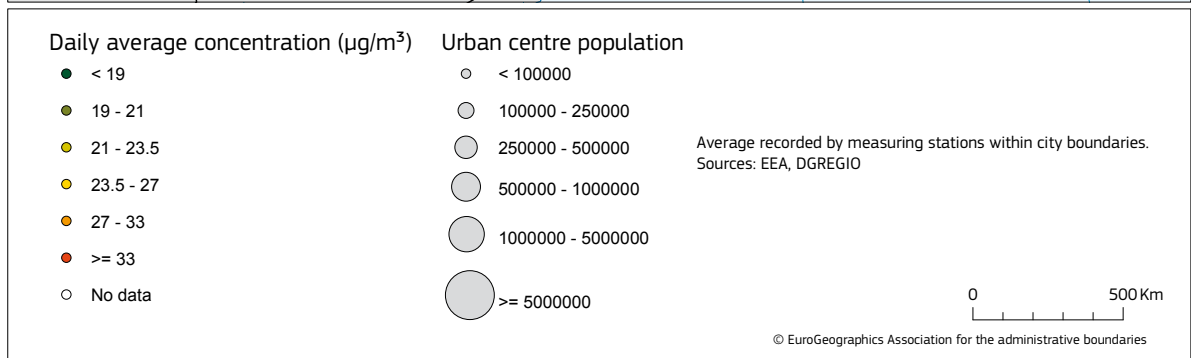 Daily average concentration (µg/m³)
< 19
19 - 21
21 - 23.5
23.5 - 27
27 - 33
>= 33
No data
Urban centre population
< 100000
100000 - 250000
250000 - 500000
500000 - 1000000
1000000 - 5000000
>= 5000000
Average recorded by measuring stations within city boundaries.
Sources: EEA, DGREGIO
0 500 Km
© EuroGeographics Association for the administrative boundaries